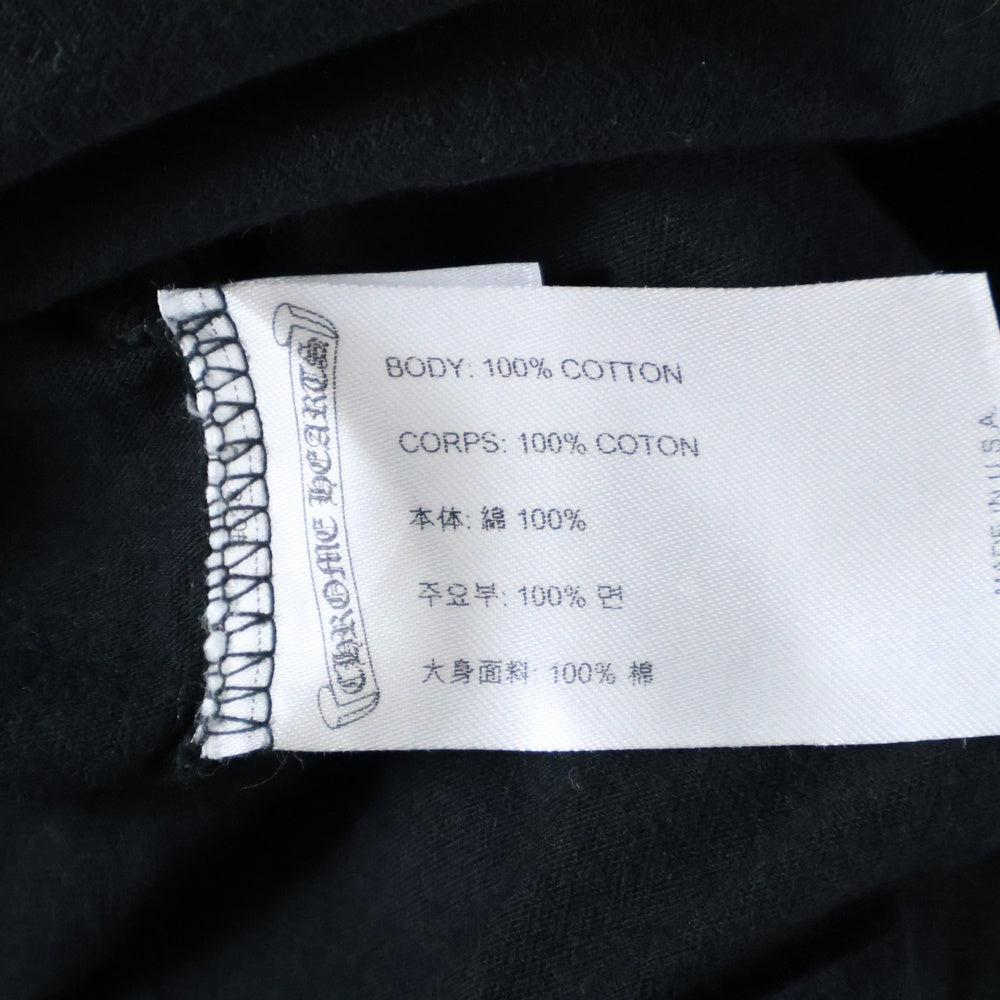 CHROME HEARTS
BODY: 100% COTTON
CORPS: 100% COTON
本体: 綿 100%
주요부: 100% 면
大身面料: 100% 棉
MADE IN U.S.A.